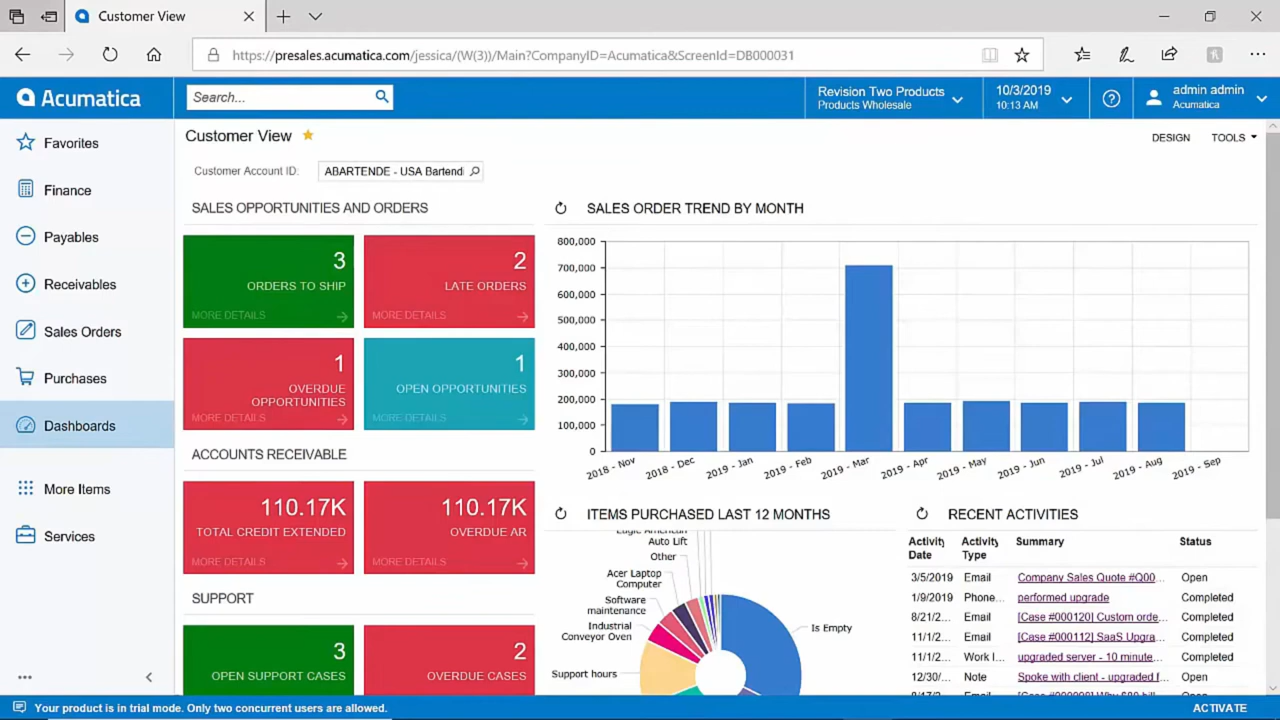 Customer View
https://presales.acumatica.com/jessica/(W(3))/Main?CompanyID=Acumatica&ScreenId=DB000031
Acumatica
Search...
Revision Two Products
Products Wholesale
10/3/2019
10:13 AM
admin admin
Acumatica
Favorites
Finance
Payables
Receivables
Sales Orders
Purchases
Dashboards
More Items
Services
Customer View
DESIGN
TOOLS
Customer Account ID:
ABARTENDE - USA Bartend
SALES OPPORTUNITIES AND ORDERS
3
ORDERS TO SHIP
MORE DETAILS
2
LATE ORDERS
MORE DETAILS
1
OVERDUE
OPPORTUNITIES
MORE DETAILS
1
OPEN OPPORTUNITIES
MORE DETAILS
ACCOUNTS RECEIVABLE
110.17K
TOTAL CREDIT EXTENDED
MORE DETAILS
110.17K
OVERDUE AR
MORE DETAILS
SUPPORT
3
OPEN SUPPORT CASES
2
OVERDUE CASES
SALES ORDER TREND BY MONTH
800,000
700,000
600,000
500,000
400,000
300,000
200,000
100,000
0
2018 - Nov
2018 - Dec
2019 - Jan
2019 - Feb
2019 - Mar
2019 - Apr
2019 - May
2019 - Jun
2019 - Jul
2019 - Aug
2019 - Sep
ITEMS PURCHASED LAST 12 MONTHS
Eagle American
Auto Lift
Other
Acer Laptop
Computer
Software
maintenance
Industrial
Conveyor Oven
Support hours
Is Empty
RECENT ACTIVITIES
Activity Date Activity Type Summary Status
3/5/2019 Email Company Sales Quote #Q00... Open
1/9/2019 Phone... performed upgrade Completed
8/21/2... Email [Case #000120] Custom orde... Completed
11/1/2... Email [Case #000112] SaaS Upgra... Completed
11/1/2... Work I... upgraded server - 10 minute... Completed
12/30/... Note Spoke with client - upgraded f... Open
Your product is in trial mode. Only two concurrent users are allowed.
ACTIVATE